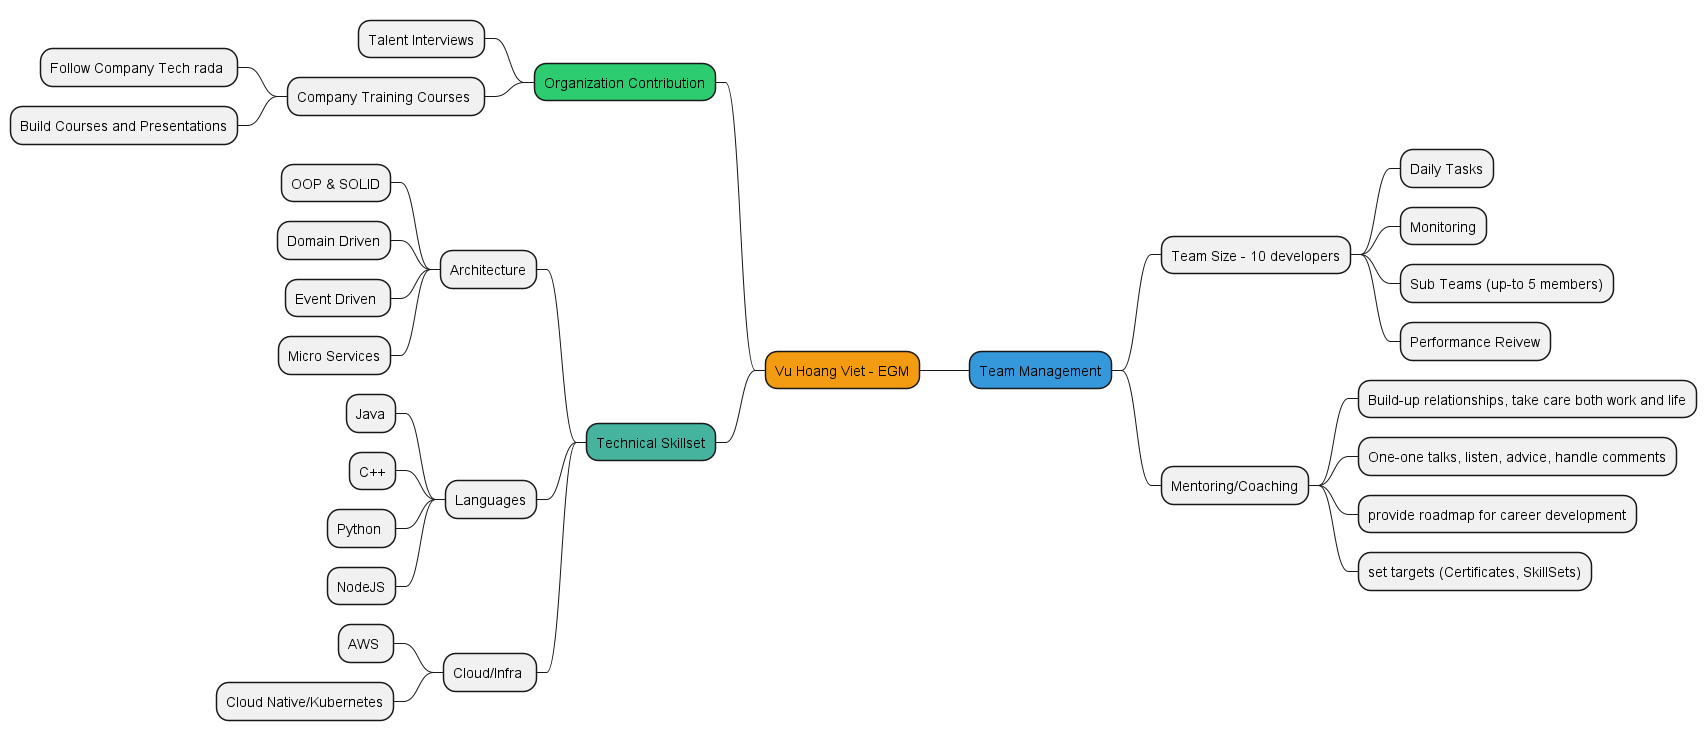 Vu Hoang Viet - EGM
Team Management
Team Size - 10 developers
Daily Tasks
Monitoring
Sub Teams (up-to 5 members)
Performance Reivew
Mentoring/Coaching
Build-up relationships, take care both work and life
One-one talks, listen, advice, handle comments
provide roadmap for career development
set targets (Certificates, SkillSets)
Organization Contribution
Talent Interviews
Company Training Courses
Follow Company Tech rada
Build Courses and Presentations
Technical Skillset
Architecture
OOP & SOLID
Domain Driven
Event Driven
Micro Services
Languages
Java
C++
Python
NodeJS
Cloud/Infra
AWS
Cloud Native/Kubernetes